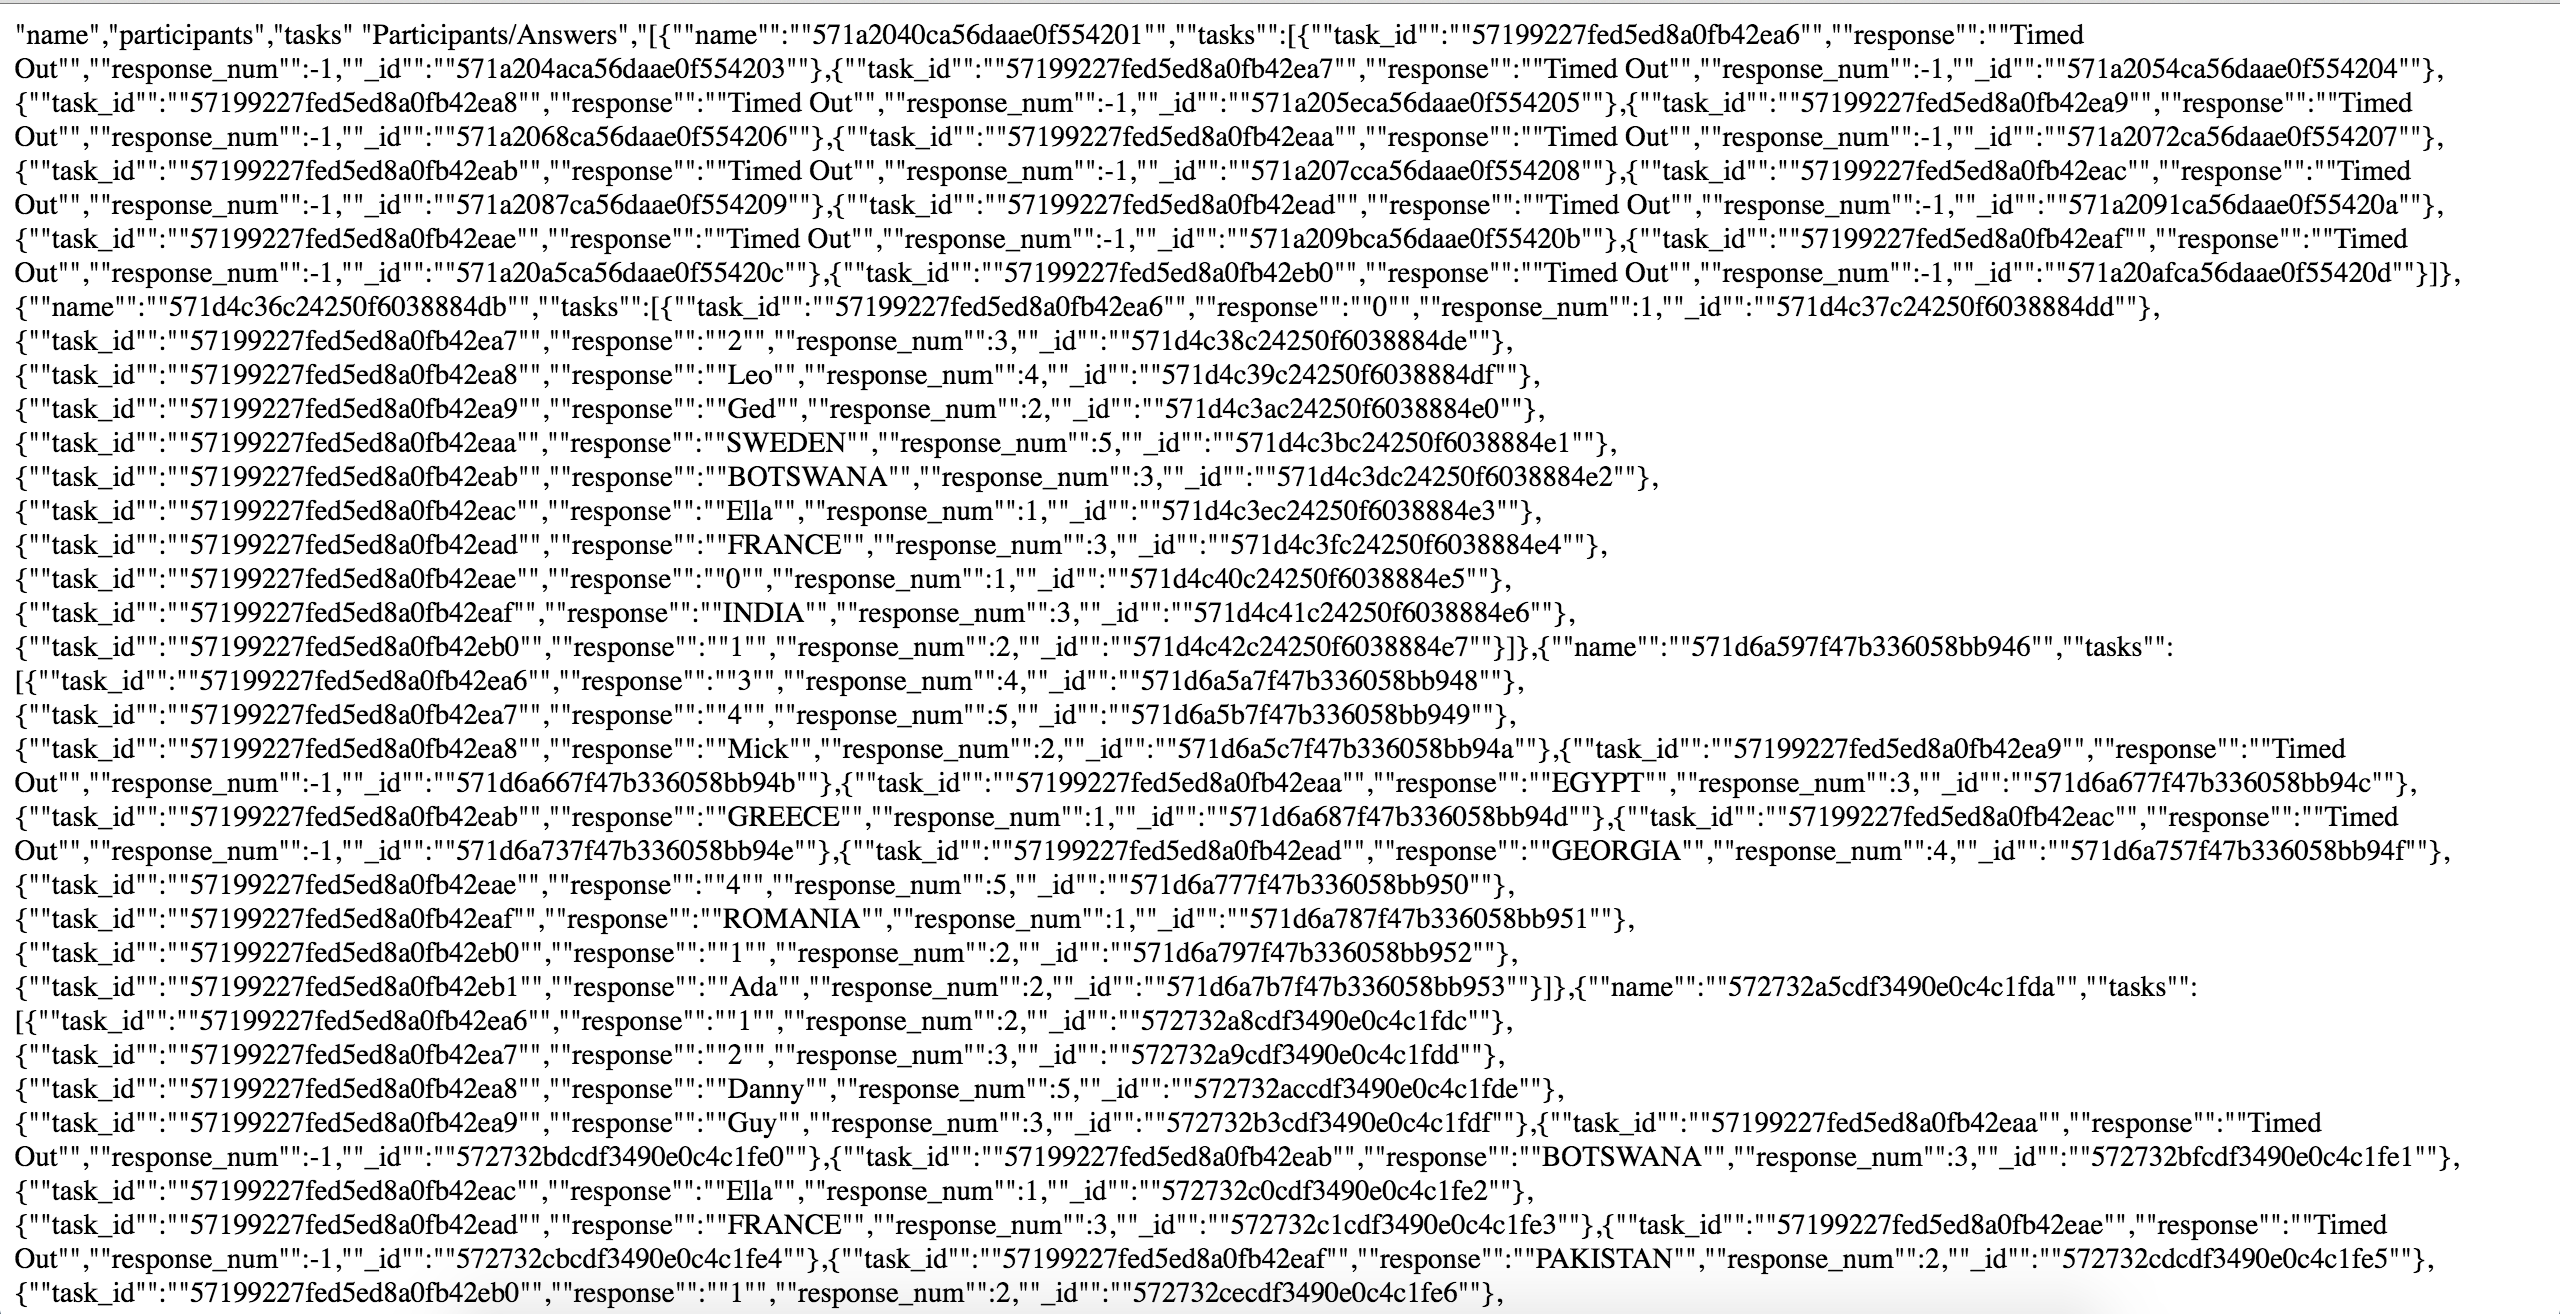 "name","participants","tasks" "Participants/Answers","[{""name"":""571a2040ca56daae0f554201"",""tasks"":[{""task_id"":""57199227fed5ed8a0fb42ea6"",""response"":""Timed
Out"",""response_num"":-1,""_id"":""571a204aca56daae0f554203""},{""task_id"":""57199227fed5ed8a0fb42ea7"",""response"":""Timed Out"",""response_num"":-1,""_id"":""571a2054ca56daae0f554204""},
{""task_id"":""57199227fed5ed8a0fb42ea8"",""response"":""Timed Out"",""response_num"":-1,""_id"":""571a205eca56daae0f554205""},{""task_id"":""57199227fed5ed8a0fb42ea9"",""response"":""Timed
Out"",""response_num"":-1,""_id"":""571a2068ca56daae0f554206""},{""task_id"":""57199227fed5ed8a0fb42eaa"",""response"":""Timed Out"",""response_num"":-1,""_id"":""571a2072ca56daae0f554207""},
{""task_id"":""57199227fed5ed8a0fb42eab"",""response"":""Timed Out"",""response_num"":-1,""_id"":""571a207cca56daae0f554208""},{""task_id"":""57199227fed5ed8a0fb42eac"",""response"":""Timed
Out"",""response_num"":-1,""_id"":""571a2087ca56daae0f554209""},{""task_id"":""57199227fed5ed8a0fb42ead"",""response"":""Timed Out"",""response_num"":-1,""_id"":""571a2091ca56daae0f55420a""},
{""task_id"":""57199227fed5ed8a0fb42eae"",""response"":""Timed Out"",""response_num"":-1,""_id"":""571a209bca56daae0f55420b""},{""task_id"":""57199227fed5ed8a0fb42eaf"",""response"":""Timed
Out"",""response_num"":-1,""_id"":""571a20a5ca56daae0f55420c""},{""task_id"":""57199227fed5ed8a0fb42eb0"",""response"":""Timed Out"",""response_num"":-1,""_id"":""571a20afca56daae0f55420d""}]},
{""name"":""571d4c36c24250f6038884db"",""tasks"":[{""task_id"":""57199227fed5ed8a0fb42ea6"",""response"":""0"",""response_num"":1,""_id"":""571d4c37c24250f6038884dd""},
{""task_id"":""57199227fed5ed8a0fb42ea7"",""response"":""2"",""response_num"":3,""_id"":""571d4c38c24250f6038884de""},
{""task_id"":""57199227fed5ed8a0fb42ea8"",""response"":""Leo"",""response_num"":4,""_id"":""571d4c39c24250f6038884df""},
{""task_id"":""57199227fed5ed8a0fb42ea9"",""response"":""Ged"",""response_num"":2,""_id"":""571d4c3ac24250f6038884e0""},
{""task_id"":""57199227fed5ed8a0fb42eaa"",""response"":""SWEDEN"",""response_num"":5,""_id"":""571d4c3bc24250f6038884e1""},
{""task_id"":""57199227fed5ed8a0fb42eab"",""response"":""BOTSWANA"",""response_num"":3,""_id"":""571d4c3dc24250f6038884e2""},
{""task_id"":""57199227fed5ed8a0fb42eac"",""response"":""Ella"",""response_num"":1,""_id"":""571d4c3ec24250f6038884e3""},
{""task_id"":""57199227fed5ed8a0fb42ead"",""response"":""FRANCE"",""response_num"":3,""_id"":""571d4c3fc24250f6038884e4""},
{""task_id"":""57199227fed5ed8a0fb42eae"",""response"":""0"",""response_num"":1,""_id"":""571d4c40c24250f6038884e5""},
{""task_id"":""57199227fed5ed8a0fb42eaf"",""response"":""INDIA"",""response_num"":3,""_id"":""571d4c41c24250f6038884e6""},
{""task_id"":""57199227fed5ed8a0fb42eb0"",""response"":""1"",""response_num"":2,""_id"":""571d4c42c24250f6038884e7""}]},{""name"":""571d6a597f47b336058bb946"",""tasks"":
[{""task_id"":""57199227fed5ed8a0fb42ea6"",""response"":""3"",""response_num"":4,""_id"":""571d6a5a7f47b336058bb948""},
{""task_id"":""57199227fed5ed8a0fb42ea7"",""response"":""4"",""response_num"":5,""_id"":""571d6a5b7f47b336058bb949""},
{""task_id"":""57199227fed5ed8a0fb42ea8"",""response"":""Mick"",""response_num"":2,""_id"":""571d6a5c7f47b336058bb94a""},{""task_id"":""57199227fed5ed8a0fb42ea9"",""response"":""Timed
Out"",""response_num"":-1,""_id"":""571d6a667f47b336058bb94b""},{""task_id"":""57199227fed5ed8a0fb42eaa"",""response"":""EGYPT"",""response_num"":3,""_id"":""571d6a677f47b336058bb94c""},
{""task_id"":""57199227fed5ed8a0fb42eab"",""response"":""GREECE"",""response_num"":1,""_id"":""571d6a687f47b336058bb94d""},{""task_id"":""57199227fed5ed8a0fb42eac"",""response"":""Timed
Out"",""response_num"":-1,""_id"":""571d6a737f47b336058bb94e""},{""task_id"":""57199227fed5ed8a0fb42ead"",""response"":""GEORGIA"",""response_num"":4,""_id"":""571d6a757f47b336058bb94f""},
{""task_id"":""57199227fed5ed8a0fb42eae"",""response"":""4"",""response_num"":5,""_id"":""571d6a777f47b336058bb950""},
{""task_id"":""57199227fed5ed8a0fb42eaf"",""response"":""ROMANIA"",""response_num"":1,""_id"":""571d6a787f47b336058bb951""},
{""task_id"":""57199227fed5ed8a0fb42eb0"",""response"":""1"",""response_num"":2,""_id"":""571d6a797f47b336058bb952""},
{""task_id"":""57199227fed5ed8a0fb42eb1"",""response"":""Ada"",""response_num"":2,""_id"":""571d6a7b7f47b336058bb953""}]},{""name"":""572732a5cdf3490e0c4c1fda"",""tasks"":
[{""task_id"":""57199227fed5ed8a0fb42ea6"",""response"":""1"",""response_num"":2,""_id"":""572732a8cdf3490e0c4c1fdc""},
{""task_id"":""57199227fed5ed8a0fb42ea7"",""response"":""2"",""response_num"":3,""_id"":""572732a9cdf3490e0c4c1fdd""},
{""task_id"":""57199227fed5ed8a0fb42ea8"",""response"":""Danny"",""response_num"":5,""_id"":""572732accdf3490e0c4c1fde""},
{""task_id"":""57199227fed5ed8a0fb42ea9"",""response"":""Guy"",""response_num"":3,""_id"":""572732b3cdf3490e0c4c1fdf""},{""task_id"":""57199227fed5ed8a0fb42eaa"",""response"":""Timed
Out"",""response_num"":-1,""_id"":""572732bdcdf3490e0c4c1fe0""},{""task_id"":""57199227fed5ed8a0fb42eab"",""response"":""BOTSWANA"",""response_num"":3,""_id"":""572732bfcdf3490e0c4c1fe1""},
{""task_id"":""57199227fed5ed8a0fb42eac"",""response"":""Ella"",""response_num"":1,""_id"":""572732c0cdf3490e0c4c1fe2""},
{""task_id"":""57199227fed5ed8a0fb42ead"",""response"":""FRANCE"",""response_num"":3,""_id"":""572732c1cdf3490e0c4c1fe3""},{""task_id"":""57199227fed5ed8a0fb42eae"",""response"":""Timed
Out"",""response_num"":-1,""_id"":""572732cbcdf3490e0c4c1fe4""},{""task_id"":""57199227fed5ed8a0fb42eaf"",""response"":""PAKISTAN"",""response_num"":2,""_id"":""572732cdcdf3490e0c4c1fe5""},
{""task_id"":""57199227fed5ed8a0fb42eb0"",""response"":""1"",""response_num"":2,""_id"":""572732cecdf3490e0c4c1fe6""},